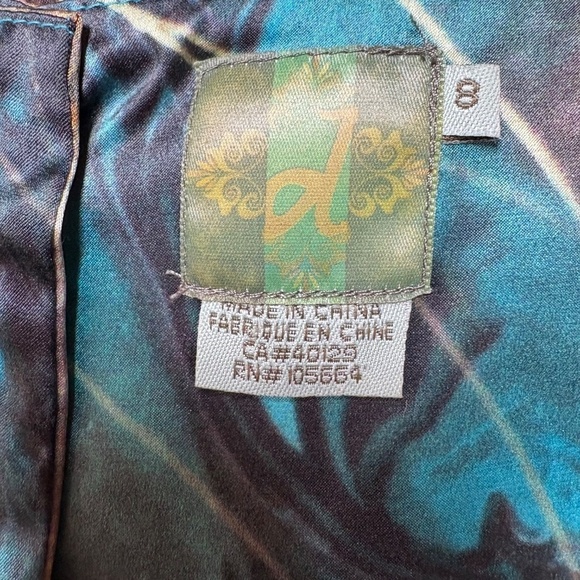 d
8
MADE IN CHINA
FABRIQUE EN CHINE
CA#40129
RN# 105664